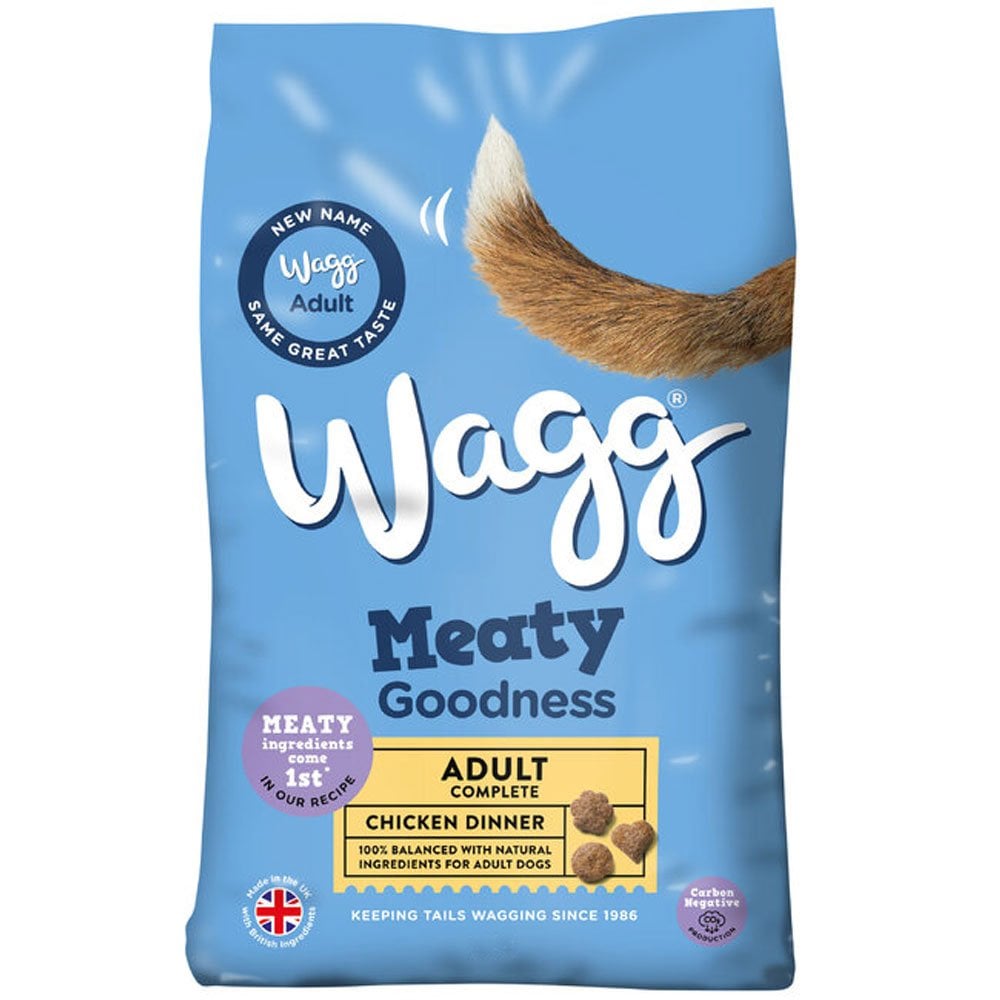 NEW NAME
Wagg
Adult
SAME GREAT TASTE
Wagg®
Meaty
Goodness
MEATY
ingredients
come
1st*
IN OUR RECIPE
ADULT
COMPLETE
CHICKEN DINNER
100% BALANCED WITH NATURAL
INGREDIENTS FOR ADULT DOGS
Made in the UK
with British Ingredients
KEEPING TAILS WAGGING SINCE 1986
Carbon
Negative
CO₂
PRODUCTION